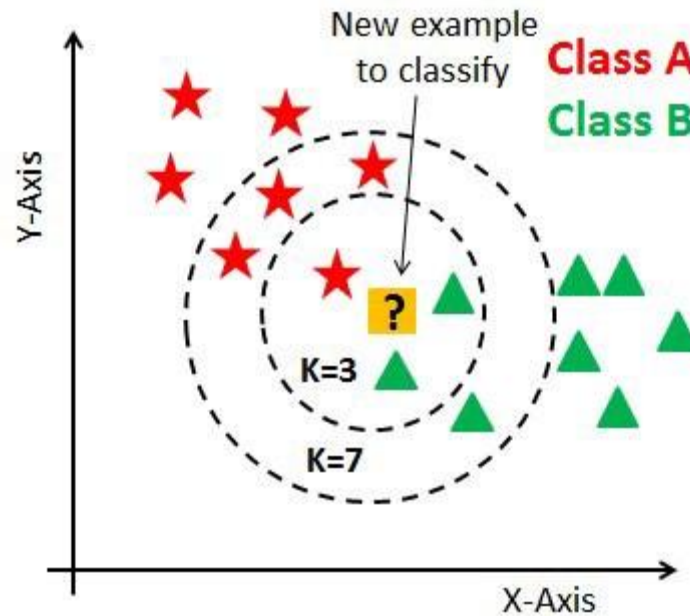 New example
to classify
Class A
Class B
Y-Axis
?
K=3
K=7
X-Axis